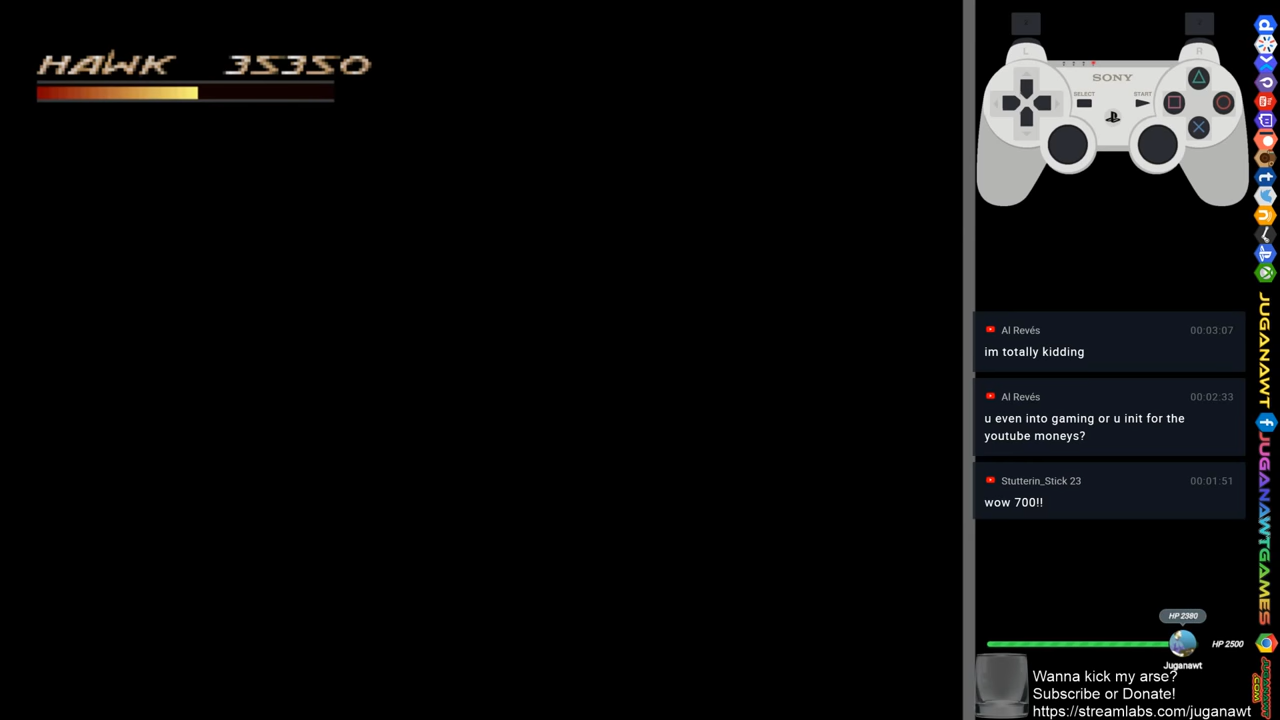 HAWK 35350
L
R
SONY
SELECT
START
Al Revés 00:03:07
im totally kidding
Al Revés 00:02:33
u even into gaming or u init for the
youtube moneys?
Stutterin_Stick 23 00:01:51
wow 700!!
HP 2380
HP 2500
Juganawt
Wanna kick my arse?
Subscribe or Donate!
https://streamlabs.com/juganawt
JUGANAWT
JUGANAWTGAMES
JUGANAWT
.COM